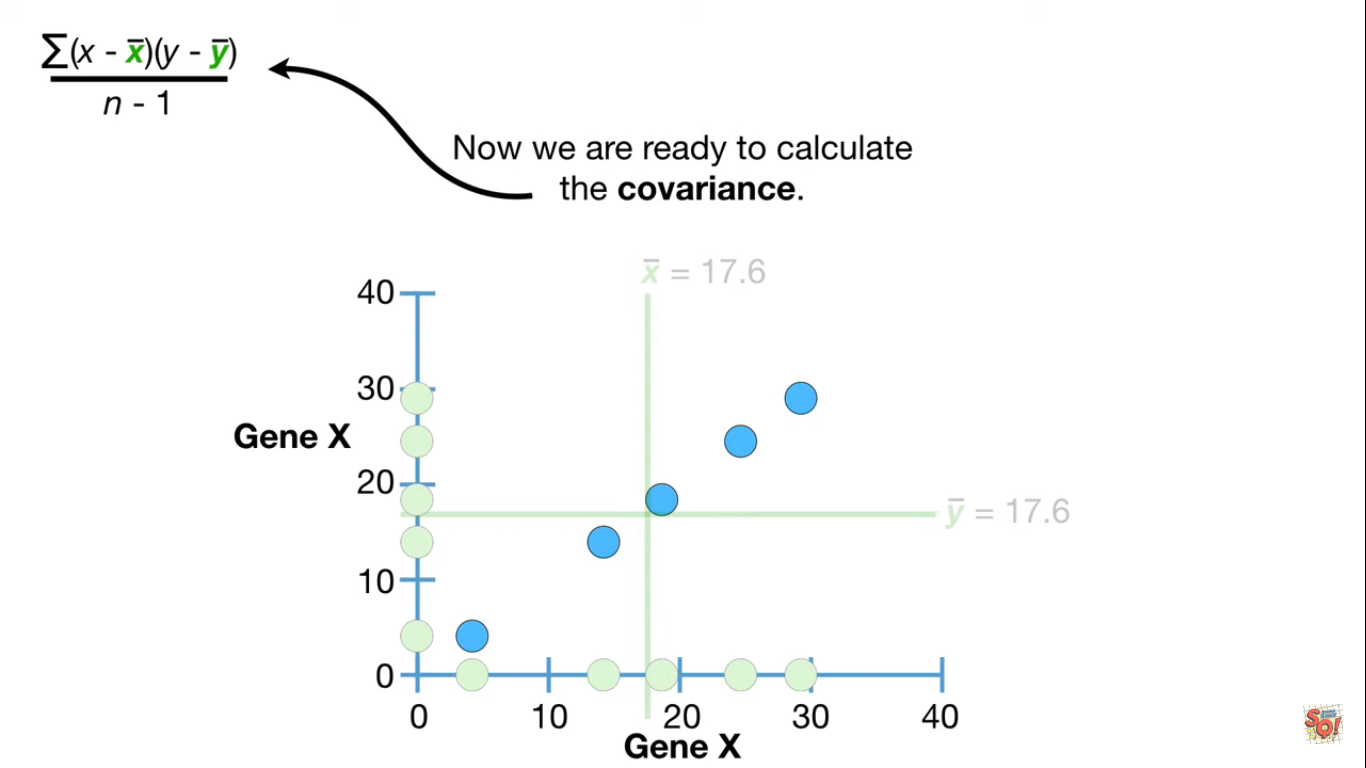 ∑(x - x̅)(y - y̅)
n - 1
Now we are ready to calculate
the covariance.
x̅ = 17.6
40
30
Gene X
20
y̅ = 17.6
10
0
0 10 20 30 40
Gene X
SQ!